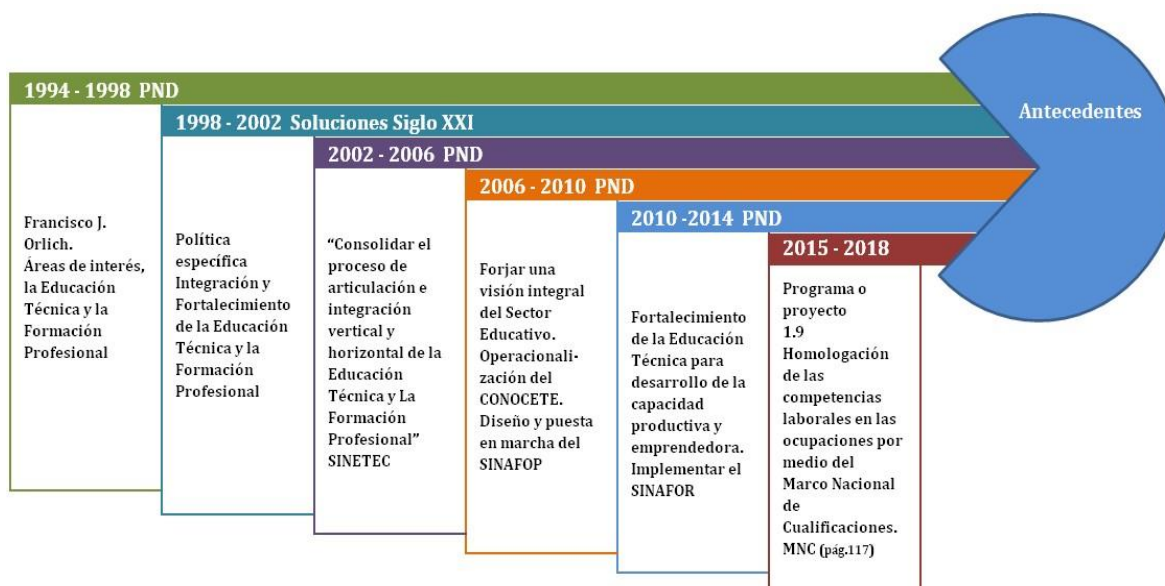 Antecedentes
1994 - 1998 PND
Francisco J.
Orlich.
Áreas de interés,
la Educación
Técnica y la
Formación
Profesional
1998 - 2002 Soluciones Siglo XXI
Política
específica
Integración y
Fortalecimiento
de la Educación
Técnica y la
Formación
Profesional
2002 - 2006 PND
“Consolidar el
proceso de
articulación e
integración
vertical y
horizontal de la
Educación
Técnica y La
Formación
Profesional”
SINETEC
2006 - 2010 PND
Forjar una
visión integral
del Sector
Educativo.
Operacionali-
zación del
CONOCETE.
Diseño y puesta
en marcha del
SINAFOP
2010 -2014 PND
Fortalecimiento
de la Educación
Técnica para
desarrollo de la
capacidad
productiva y
emprendedora.
Implementar el
SINAFOR
2015 - 2018
Programa o
proyecto
1.9
Homologación
de las
competencias
laborales en las
ocupaciones por
medio del
Marco Nacional
de
Cualificaciones.
MNC (pág.117)